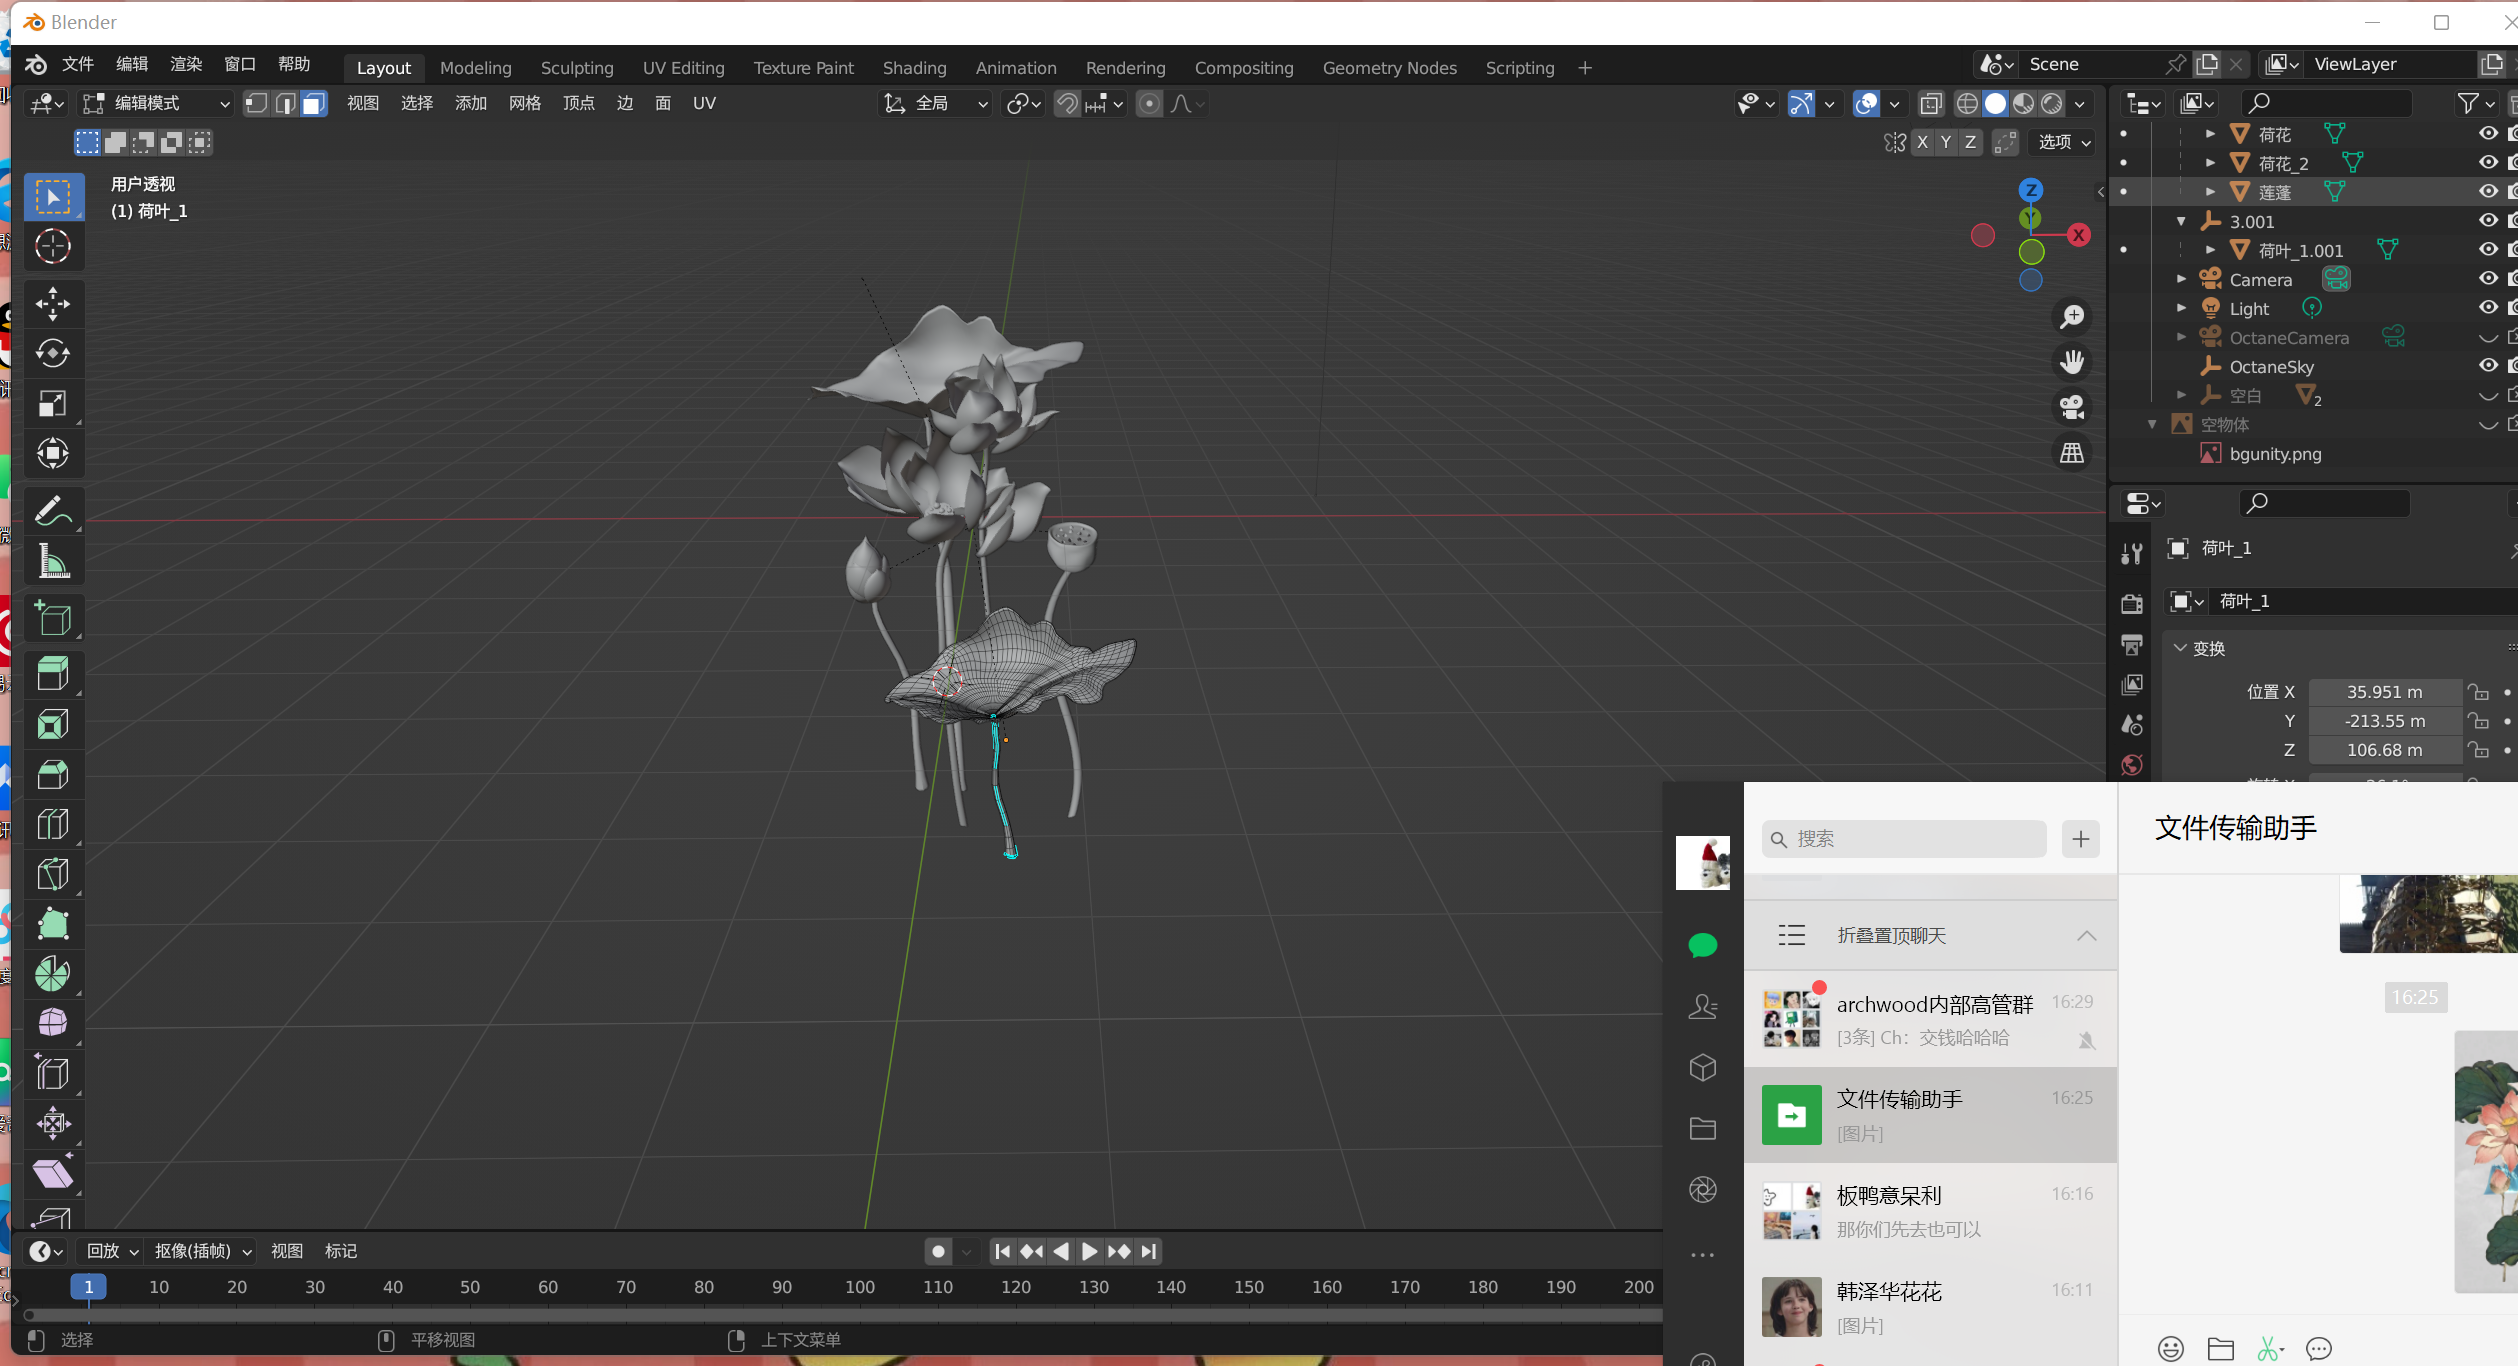 Blender
文件 编辑 渲染 窗口 帮助 Layout Modeling Sculpting UV Editing Texture Paint Shading Animation Rendering Compositing Geometry Nodes Scripting + Scene ViewLayer
编辑模式 视图 选择 添加 网格 顶点 边 面 UV 全局
X Y Z 选项
用户透视
(1) 荷叶_1
Z
Y
X
荷花
荷花_2
莲蓬
3.001
荷叶_1.001
Camera
Light
OctaneCamera
OctaneSky
空白 2
空物体
bgunity.png
荷叶_1
荷叶_1
变换
位置 X 35.951 m
Y -213.55 m
Z 106.68 m
搜索
文件传输助手
折叠置顶聊天
archwood内部高管群 16:29
[3条] Ch：交钱哈哈哈
文件传输助手 16:25
[图片]
板鸭意呆利 16:16
那你们先去也可以
韩泽华花花 16:11
[图片]
16:25
回放 抠像(插帧) 视图 标记
1 10 20 30 40 50 60 70 80 90 100 110 120 130 140 150 160 170 180 190 200
选择 平移视图 上下文菜单